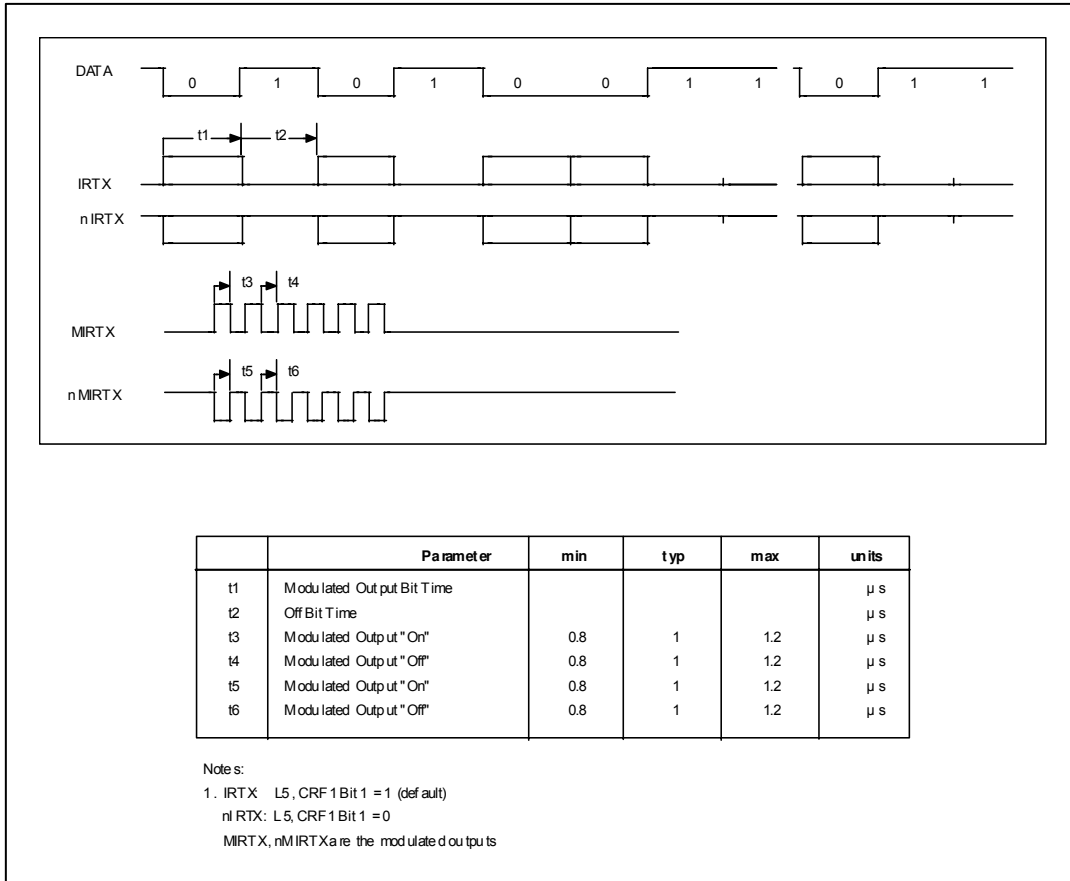 DATA 0 1 0 1 0 0 1 1 0 1 1
t1 t2
IRTX
nIRTX
t3 t4
MIRTX
t5 t6
nMIRTX
Parameter min typ max units
t1 Modulated Output Bit Time µs
t2 Off Bit Time µs
t3 Modulated Output "On" 0.8 1 1.2 µs
t4 Modulated Output "Off" 0.8 1 1.2 µs
t5 Modulated Output "On" 0.8 1 1.2 µs
t6 Modulated Output "Off" 0.8 1 1.2 µs
Notes:
1. IRTX: L5, CRF1 Bit 1 = 1 (default)
nIRTX: L5, CRF1 Bit 1 = 0
MIRTX, nMIRTX are the modulated outputs